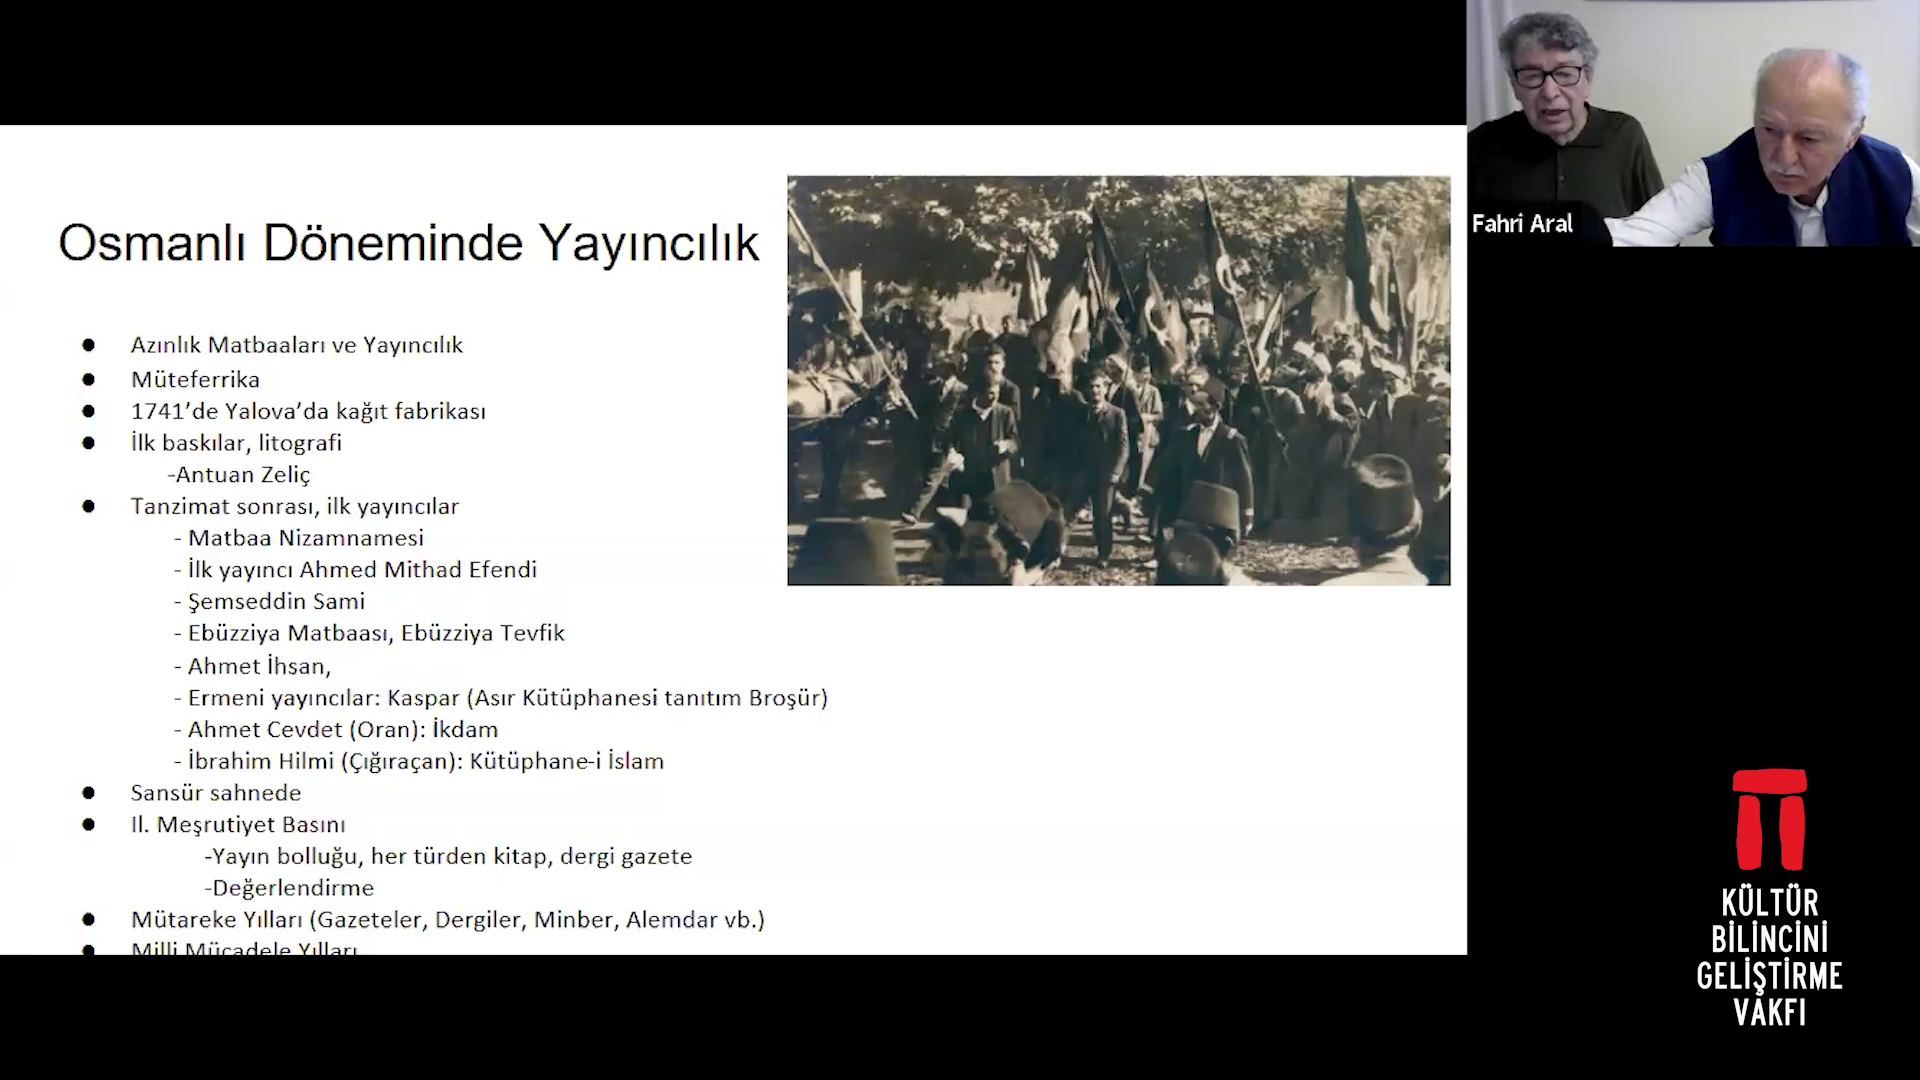 Osmanlı Döneminde Yayıncılık
● Azınlık Matbaaları ve Yayıncılık
● Müteferrika
● 1741’de Yalova’da kağıt fabrikası
● İlk baskılar, litografi
-Antuan Zeliç
● Tanzimat sonrası, ilk yayıncılar
- Matbaa Nizamnamesi
- İlk yayıncı Ahmed Mithad Efendi
- Şemseddin Sami
- Ebüzziya Matbaası, Ebüzziya Tevfik
- Ahmet İhsan,
- Ermeni yayıncılar: Kaspar (Asır Kütüphanesi tanıtım Broşür)
- Ahmet Cevdet (Oran): İkdam
- İbrahim Hilmi (Çığıraçan): Kütüphane-i İslam
● Sansür sahnede
● II. Meşrutiyet Basını
-Yayın bolluğu, her türden kitap, dergi gazete
-Değerlendirme
● Mütareke Yılları (Gazeteler, Dergiler, Minber, Alemdar vb.)
● Milli Mücadele Yılları
Fahri Aral
KÜLTÜR
BİLİNCİNİ
GELİŞTİRME
VAKFI